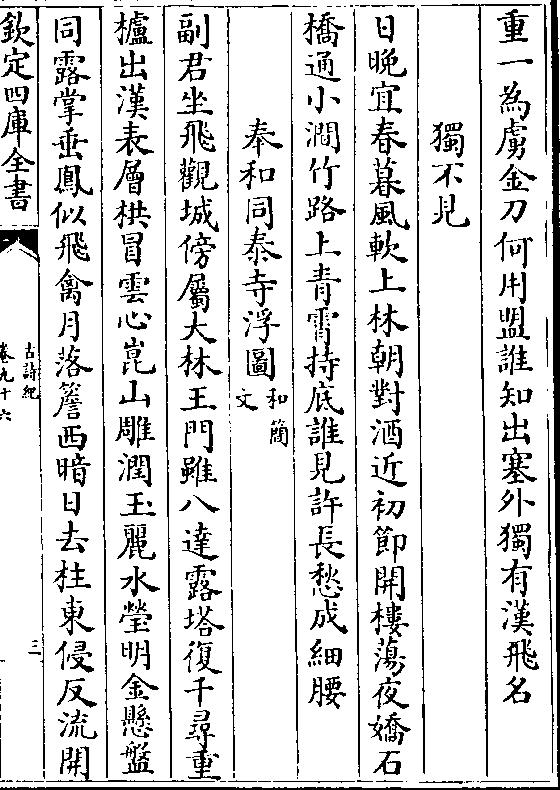 重一為虜金刀何用盟誰知出塞外獨有漢飛名
獨不見
日晚宜春暮風軟上林朝對酒近初節開樓蕩夜嬌石
橋通小澗竹路上青霄持底誰見許長愁成細腰
奉和同泰寺浮圖和簡文
副君坐飛觀城傍屬大林王門雖八達露塔復千尋重
櫨出漢表層栱冒雲心崑山雕潤玉麗水瑩明金懸盤
同露掌垂鳳似飛禽月落簷西暗日去柱東侵反流開
欽定四庫全書
古詩紀
卷九十六
三